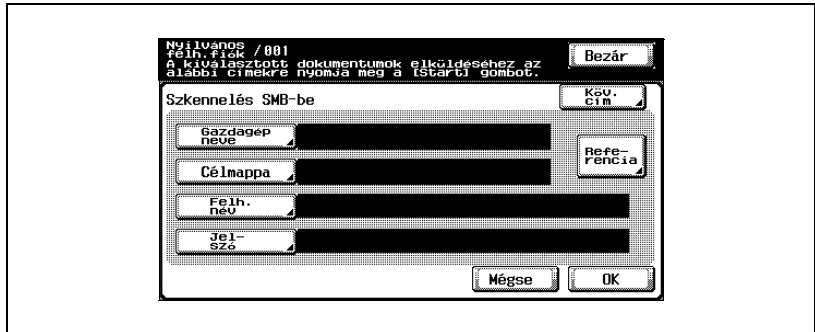 Nyilvános
felh.fiók /001
A kiválasztott dokumentumok elküldéséhez az
alábbi címekre nyomja meg a [Start] gombot.
Bezár
Szkennelés SMB-be
Köv.
cím
Gazdagép
neve
Refe-
rencia
Célmappa
Felh.
név
Jel-
szó
Mégse
OK